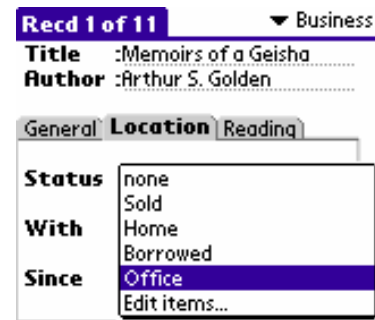 Recd 1 of 11 ▼ Business
Title :Memoirs of a Geisha
Author :Arthur S. Golden
General Location Reading
Status none
Sold
With Home
Borrowed
Since Office
Edit items...